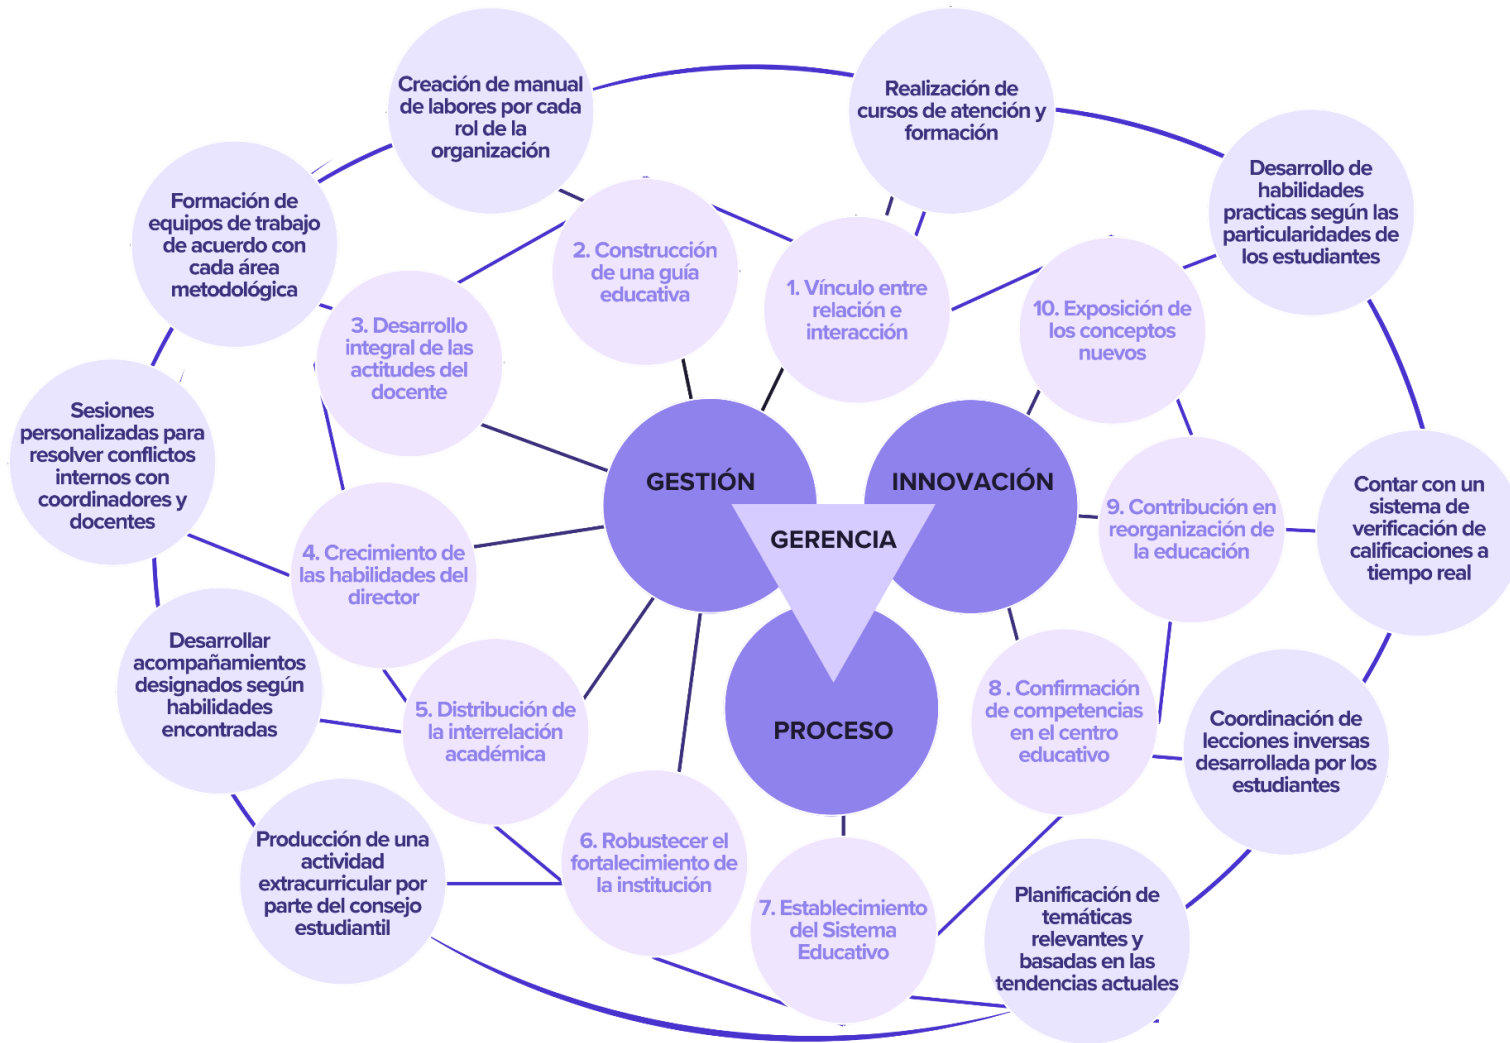 Creación de manual
de labores por cada
rol de la
organización
Realización de
cursos de atención y
formación
Desarrollo de
habilidades
practicas según las
particularidades de
los estudiantes
Formación de
equipos de trabajo
de acuerdo con
cada área
metodológica
2. Construcción
de una guía
educativa
1. Vínculo entre
relación e
interacción
10. Exposición de
los conceptos
nuevos
3. Desarrollo
integral de las
actitudes del
docente
Sesiones
personalizadas para
resolver conflictos
internos con
coordinadores y
docentes
GESTIÓN
INNOVACIÓN
GERENCIA
PROCESO
9. Contribución en
reorganización de
la educación
Contar con un
sistema de
verificación de
calificaciones a
tiempo real
4. Crecimiento de
las habilidades del
director
Desarrollar
acompañamientos
designados según
habilidades
encontradas
5. Distribución de
la interrelación
académica
8 . Confirmación
de competencias
en el centro
educativo
Coordinación de
lecciones inversas
desarrollada por los
estudiantes
Producción de una
actividad
extracurricular por
parte del consejo
estudiantil
6. Robustecer el
fortalecimiento de
la institución
7. Establecimiento
del Sistema
Educativo
Planificación de
temáticas
relevantes y
basadas en las
tendencias actuales